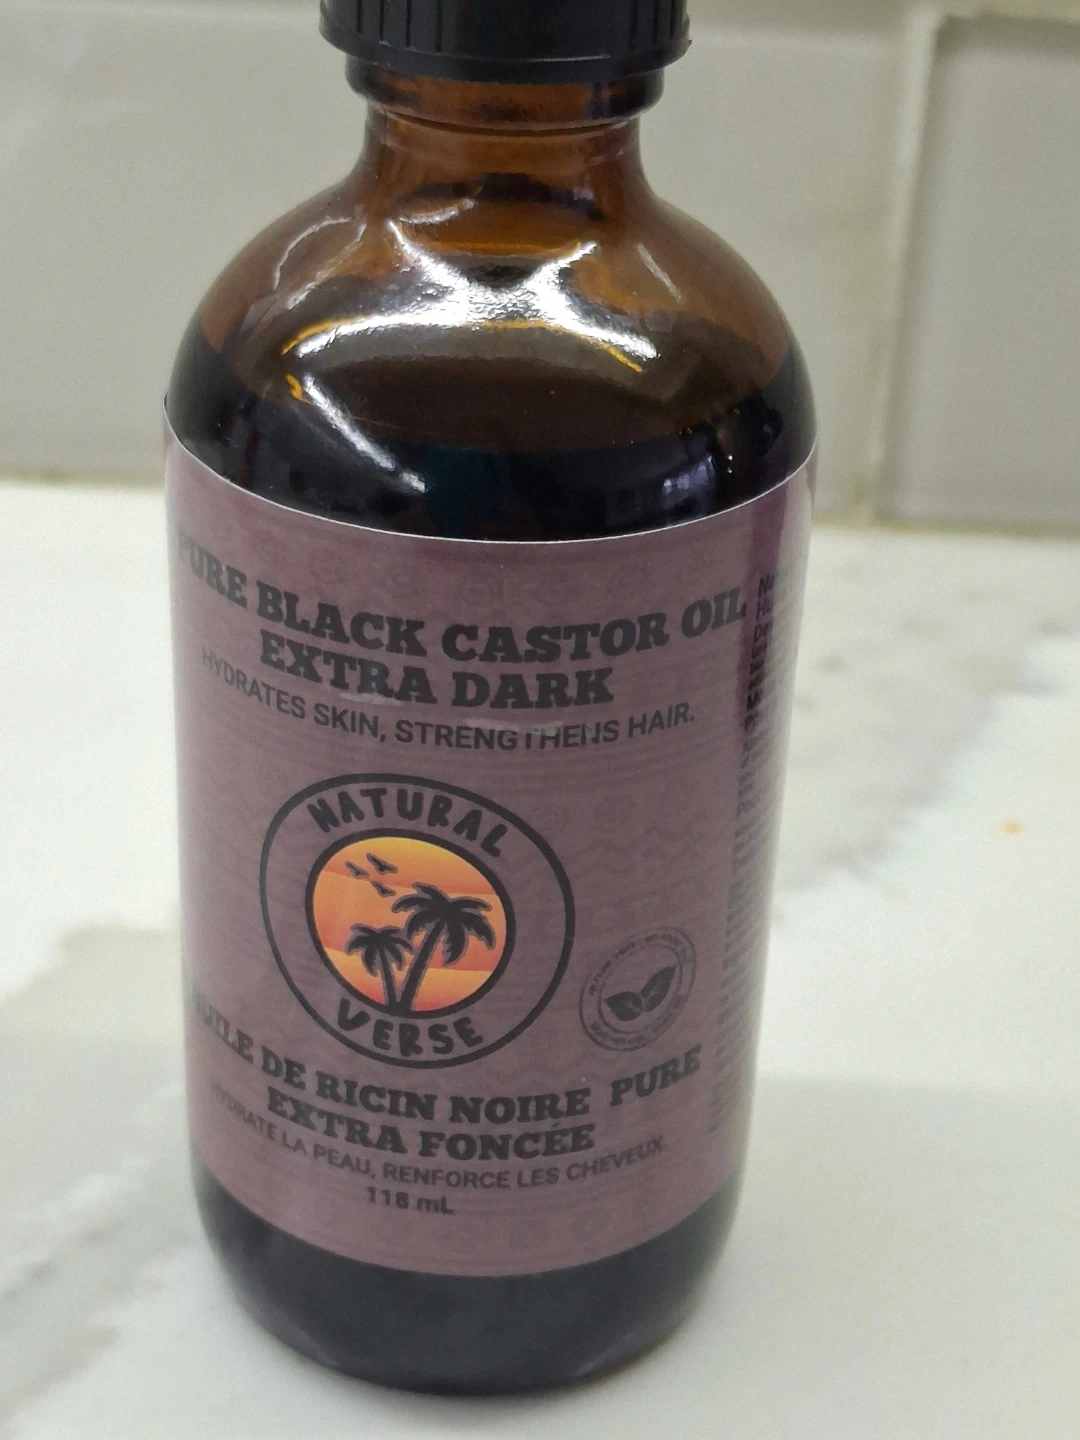 PURE BLACK CASTOR OIL
EXTRA DARK
HYDRATES SKIN, STRENGTHENS HAIR.
NATURAL
VERSE
HUILE DE RICIN NOIRE PURE
EXTRA FONCÉE
HYDRATE LA PEAU, RENFORCE LES CHEVEUX.
118 mL